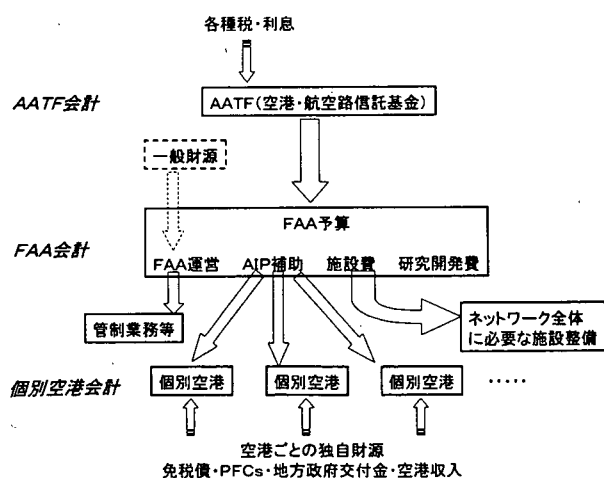 各種税・利息
AATF会計
AATF(空港・航空路信託基金)
一般財源
FAA予算
FAA会計
FAA運営 AIP補助 施設費 研究開発費
管制業務等
ネットワーク全体
に必要な施設整備
個別空港会計
個別空港 個別空港 個別空港 ・・・・・
空港ごとの独自財源
免税債・PFCs・地方政府交付金・空港収入